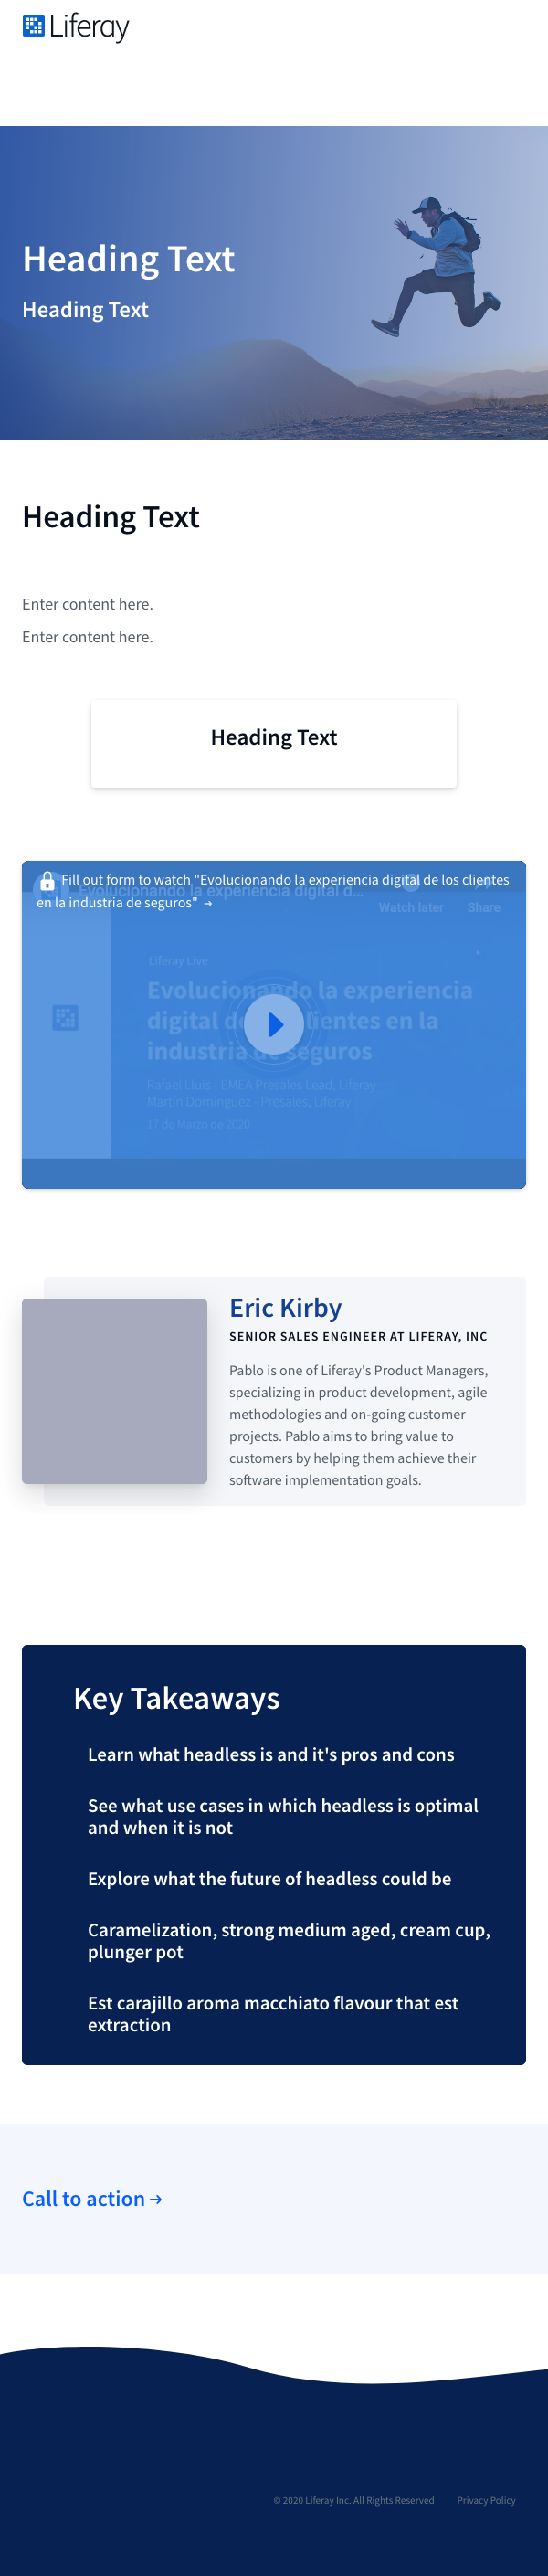 Liferay
Heading Text
Heading Text
Heading Text
Enter content here.
Enter content here.
Heading Text
Fill out form to watch "Evolucionando la experiencia digital de los clientes
en la industria de seguros" →
Evolucionando la experiencia digital d...
Watch later
Share
Liferay Live
Evolucionando la experiencia
digital de clientes en la
industria de seguros
Rafael Lluis - EMEA Presales Lead, Liferay
Martin Dominguez - Presales, Liferay
17 de Marzo de 2020
Eric Kirby
SENIOR SALES ENGINEER AT LIFERAY, INC
Pablo is one of Liferay's Product Managers,
specializing in product development, agile
methodologies and on-going customer
projects. Pablo aims to bring value to
customers by helping them achieve their
software implementation goals.
Key Takeaways
Learn what headless is and it's pros and cons
See what use cases in which headless is optimal
and when it is not
Explore what the future of headless could be
Caramelization, strong medium aged, cream cup,
plunger pot
Est carajillo aroma macchiato flavour that est
extraction
Call to action →
© 2020 Liferay Inc. All Rights Reserved
Privacy Policy